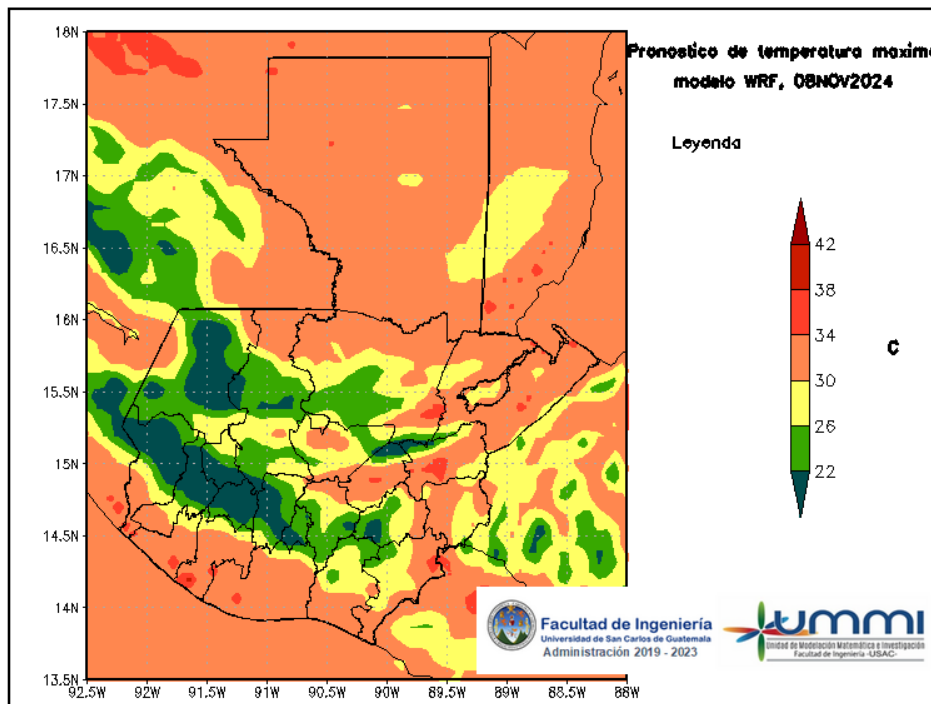 Pronostico de temperatura maxima
modelo WRF, 08NOV2024
Leyenda
42
38
34
30
26
22
C
18N
17.5N
17N
16.5N
16N
15.5N
15N
14.5N
14N
13.5N
92.5W 92W 91.5W 91W 90.5W 90W 89.5W 89W 88.5W 88W
Facultad de Ingeniería
Universidad de San Carlos de Guatemala
Administración 2019 - 2023
ummi
Unidad de Modelación Matemática e Investigación
Facultad de Ingeniería -USAC-